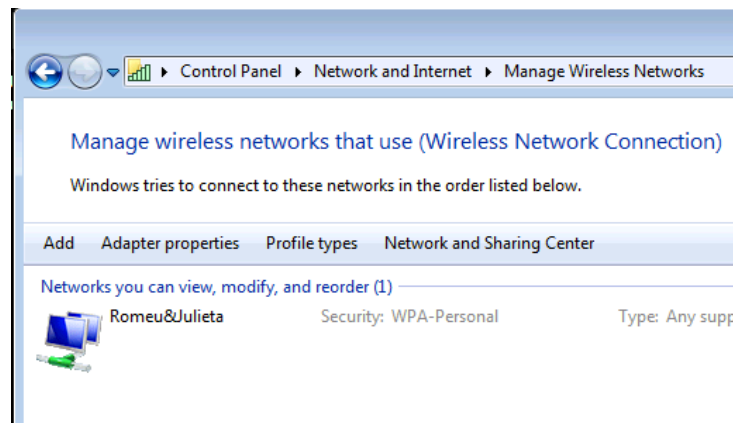 Control Panel ▸ Network and Internet ▸ Manage Wireless Networks
Manage wireless networks that use (Wireless Network Connection)
Windows tries to connect to these networks in the order listed below.
Add Adapter properties Profile types Network and Sharing Center
Networks you can view, modify, and reorder (1)
Romeu&Julieta Security: WPA-Personal Type: Any supp